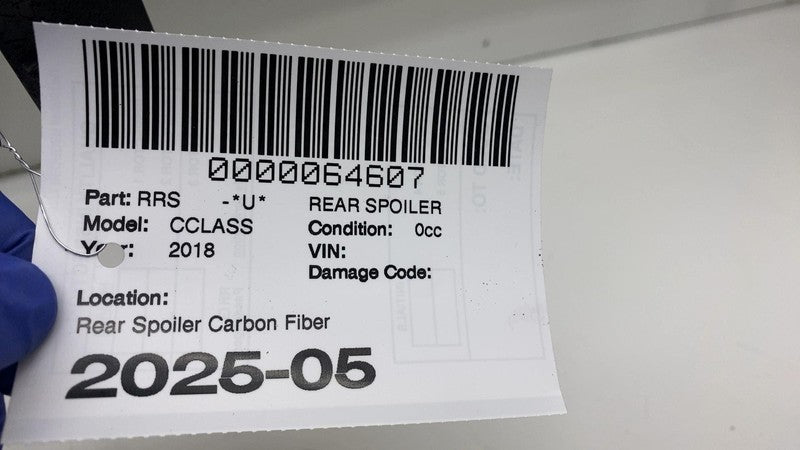 0000064607
Part: RRS -*U* REAR SPOILER
Model: CCLASS Condition: 0cc
Year: 2018 VIN:
Damage Code:
Location:
Rear Spoiler Carbon Fiber
2025-05